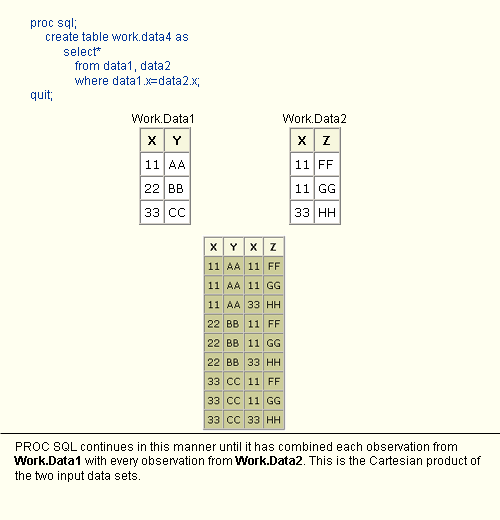 proc sql;
create table work.data4 as
select*
from data1, data2
where data1.x=data2.x;
quit;
Work.Data1
X Y
11 AA
22 BB
33 CC
Work.Data2
X Z
11 FF
11 GG
33 HH
X Y X Z
11 AA 11 FF
11 AA 11 GG
11 AA 33 HH
22 BB 11 FF
22 BB 11 GG
22 BB 33 HH
33 CC 11 FF
33 CC 11 GG
33 CC 33 HH
PROC SQL continues in this manner until it has combined each observation from
Work.Data1 with every observation from Work.Data2. This is the Cartesian product of
the two input data sets.